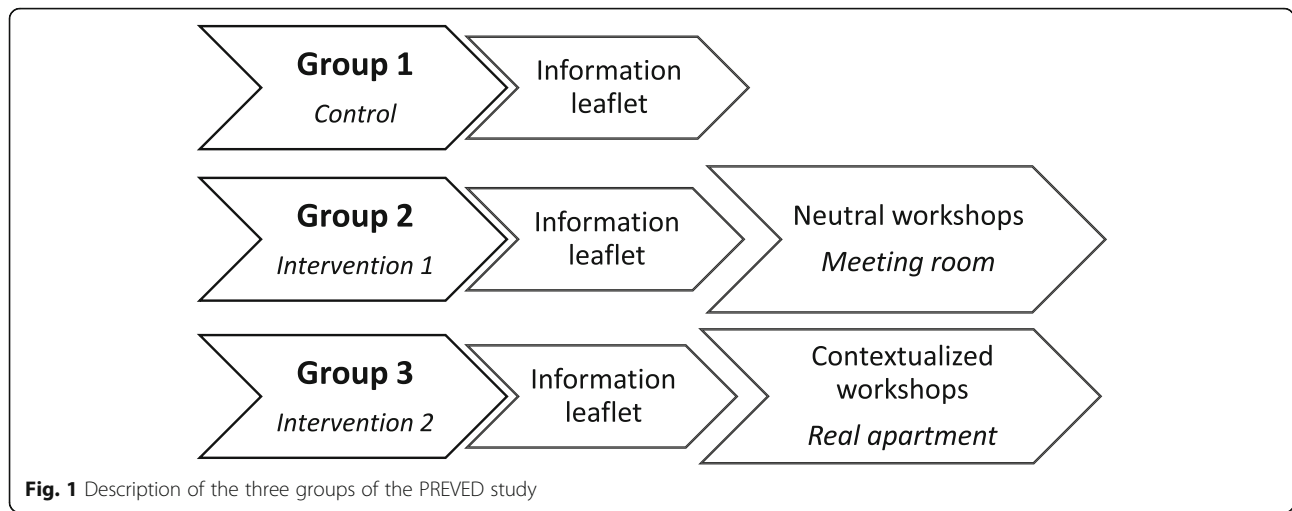 Group 1
Control
Information
leaflet
Group 2
Intervention 1
Information
leaflet
Neutral workshops
Meeting room
Group 3
Intervention 2
Information
leaflet
Contextualized
workshops
Real apartment
Fig. 1 Description of the three groups of the PREVED study